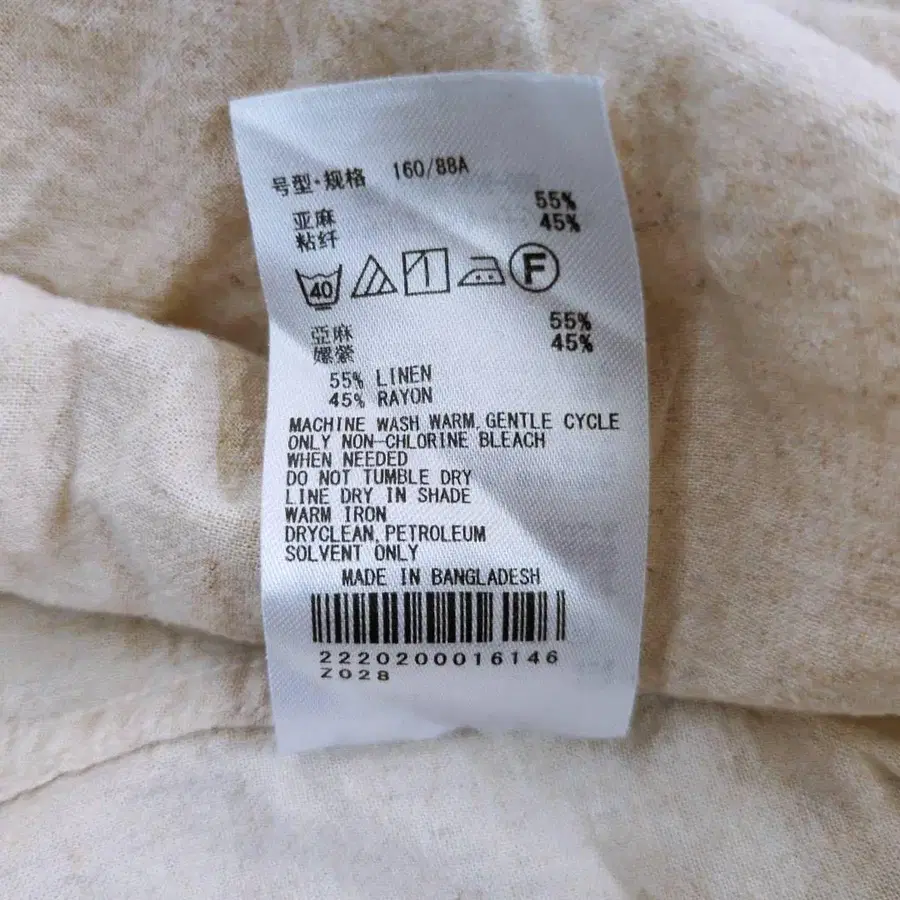 号型·规格 160/88A
亚麻 55%
粘纤 45%
40 F
亞麻 55%
嫘縈 45%
55% LINEN
45% RAYON
MACHINE WASH WARM,GENTLE CYCLE
ONLY NON-CHLORINE BLEACH
WHEN NEEDED
DO NOT TUMBLE DRY
LINE DRY IN SHADE
WARM IRON
DRYCLEAN,PETROLEUM
SOLVENT ONLY
MADE IN BANGLADESH
2220200016146
2028